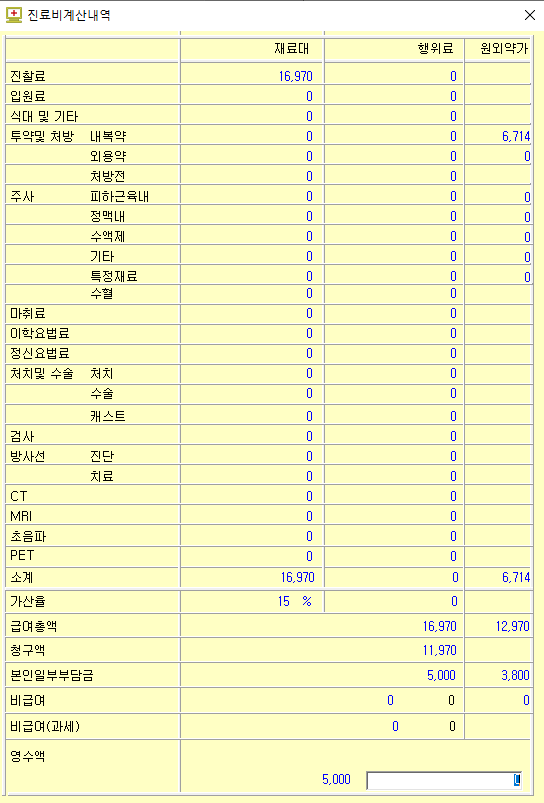 진료비계산내역
재료대 행위료 원외약가
진찰료 16,970 0
입원료 0 0
식대 및 기타 0 0
투약및 처방 내복약 0 0 6,714
외용약 0 0 0
처방전 0 0
주사 피하근육내 0 0 0
정맥내 0 0 0
수액제 0 0 0
기타 0 0 0
특정재료 0 0 0
수혈 0 0
마취료 0 0
이학요법료 0 0
정신요법료 0 0
처치및 수술 처치 0 0
수술 0 0
캐스트 0 0
검사 0 0
방사선 진단 0 0
치료 0 0
CT 0 0
MRI 0 0
초음파 0 0
PET 0 0
소계 16,970 0 6,714
가산율 15 % 0
급여총액 16,970 12,970
청구액 11,970
본인일부부담금 5,000 3,800
비급여 0 0 0
비급여(과세) 0 0
영수액
5,000